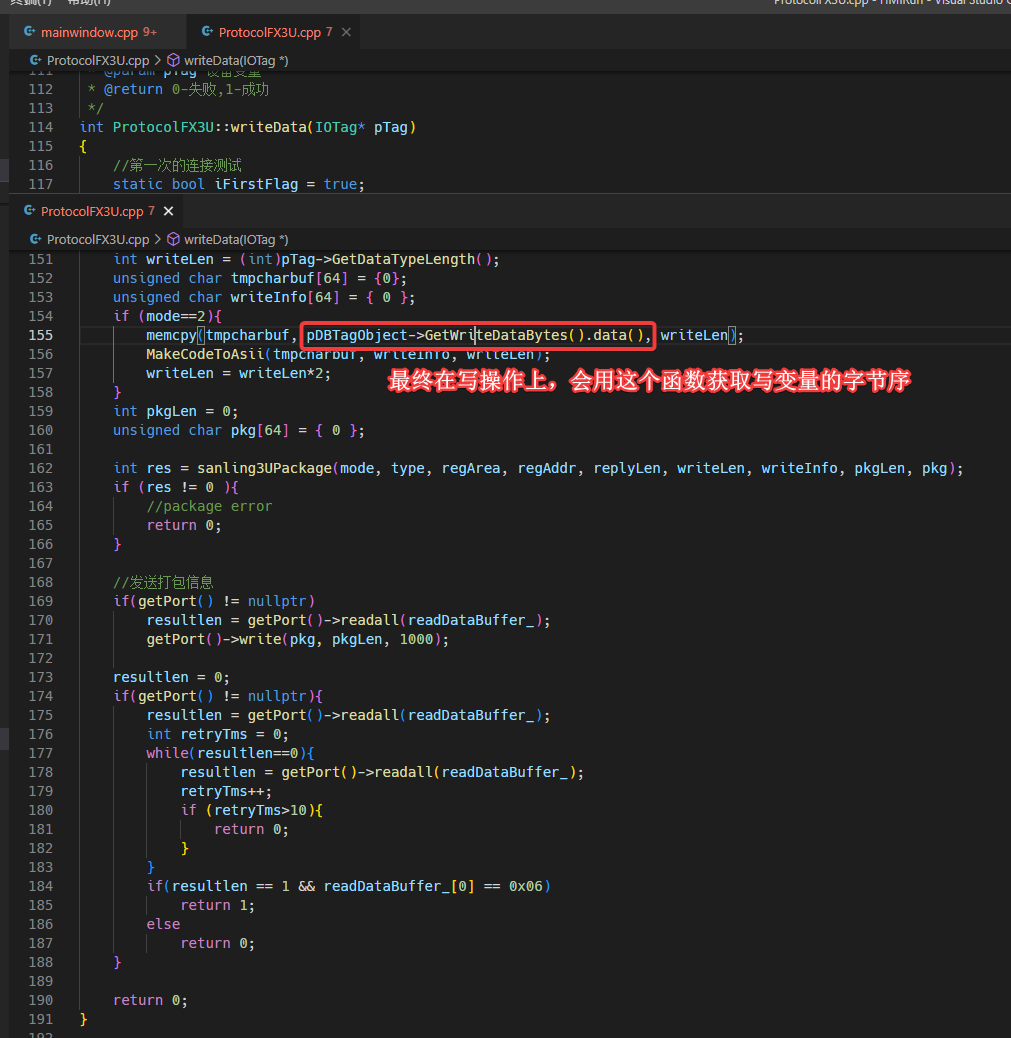 终端(T) 帮助(H)
ProtocolFX3U.cpp - HMIRun - Visual Studio C
mainwindow.cpp 9+
ProtocolFX3U.cpp 7
ProtocolFX3U.cpp > writeData(IOTag *)
111 * @param pTag 设备变量
112 * @return 0-失败,1-成功
113 */
114 int ProtocolFX3U::writeData(IOTag* pTag)
115 {
116 //第一次的连接测试
117 static bool iFirstFlag = true;
ProtocolFX3U.cpp 7
ProtocolFX3U.cpp > writeData(IOTag *)
151 int writeLen = (int)pTag->GetDataTypeLength();
152 unsigned char tmpcharbuf[64] = {0};
153 unsigned char writeInfo[64] = { 0 };
154 if (mode==2){
155 memcpy(tmpcharbuf, pDBTagObject->GetWriteDataBytes().data(), writeLen);
156 MakeCodeToAsii(tmpcharbuf, writeInfo, writeLen);
157 writeLen = writeLen*2;
最终在写操作上，会用这个函数获取写变量的字节序
158 }
159 int pkgLen = 0;
160 unsigned char pkg[64] = { 0 };
161
162 int res = sanling3UPackage(mode, type, regArea, regAddr, replyLen, writeLen, writeInfo, pkgLen, pkg);
163 if (res != 0 ){
164 //package error
165 return 0;
166 }
167
168 //发送打包信息
169 if(getPort() != nullptr)
170 resultlen = getPort()->readall(readDataBuffer_);
171 getPort()->write(pkg, pkgLen, 1000);
172
173 resultlen = 0;
174 if(getPort() != nullptr){
175 resultlen = getPort()->readall(readDataBuffer_);
176 int retryTms = 0;
177 while(resultlen==0){
178 resultlen = getPort()->readall(readDataBuffer_);
179 retryTms++;
180 if (retryTms>10){
181 return 0;
182 }
183 }
184 if(resultlen == 1 && readDataBuffer_[0] == 0x06)
185 return 1;
186 else
187 return 0;
188 }
189
190 return 0;
191 }
192